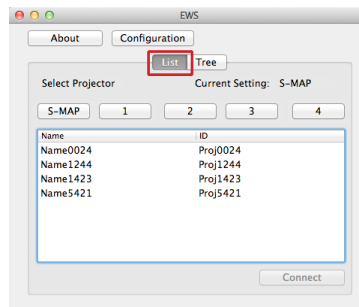 EWS
About Configuration
List Tree
Select Projector Current Setting: S-MAP
S-MAP 1 2 3 4
Name ID
Name0024 Proj0024
Name1244 Proj1244
Name1423 Proj1423
Name5421 Proj5421
Connect